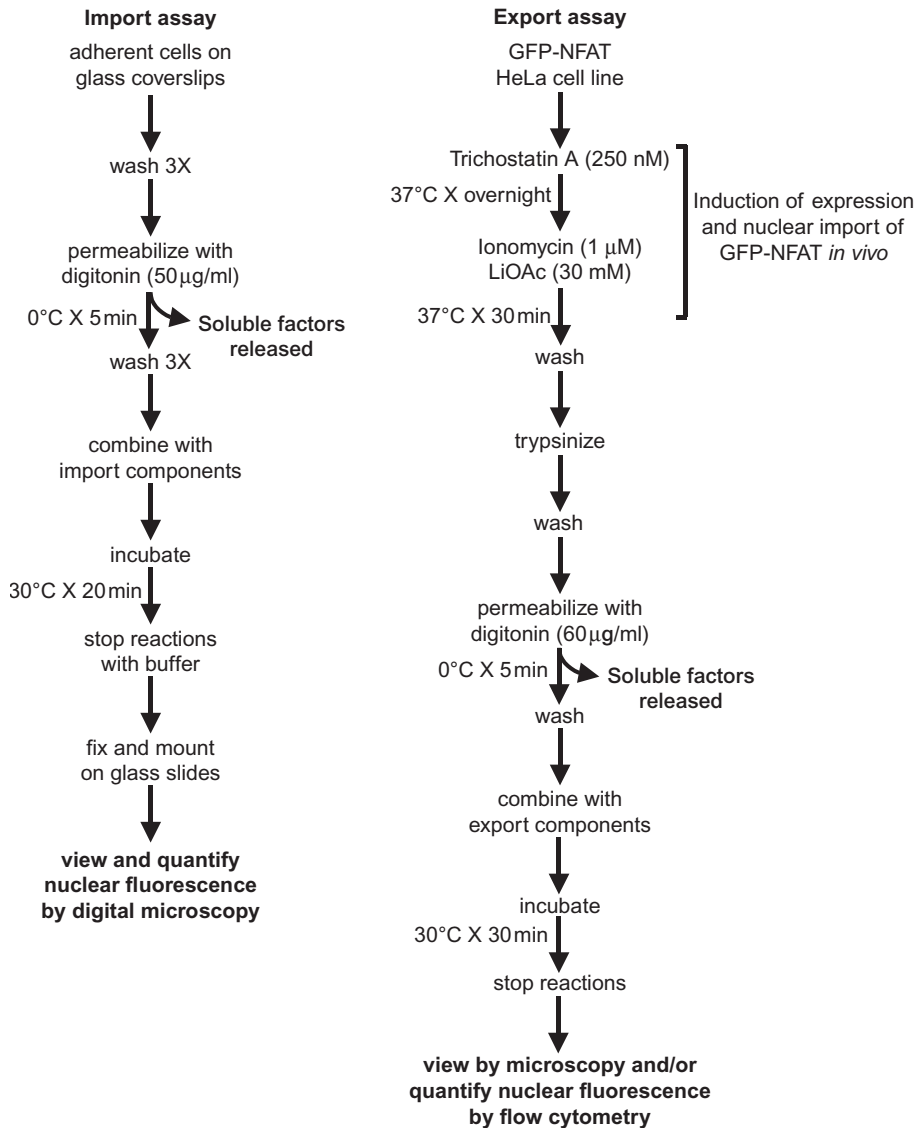 Import assay
adherent cells on
glass coverslips
wash 3X
permeabilize with
digitonin (50 µg/ml)
0°C X 5 min
Soluble factors
released
wash 3X
combine with
import components
incubate
30°C X 20 min
stop reactions
with buffer
fix and mount
on glass slides
view and quantify
nuclear fluorescence
by digital microscopy
Export assay
GFP-NFAT
HeLa cell line
Trichostatin A (250 nM)
37°C X overnight
Ionomycin (1 µM)
LiOAc (30 mM)
37°C X 30 min
Induction of expression
and nuclear import of
GFP-NFAT in vivo
wash
trypsinize
wash
permeabilize with
digitonin (60 µg/ml)
0°C X 5 min
Soluble factors
released
wash
combine with
export components
incubate
30°C X 30 min
stop reactions
view by microscopy and/or
quantify nuclear fluorescence
by flow cytometry